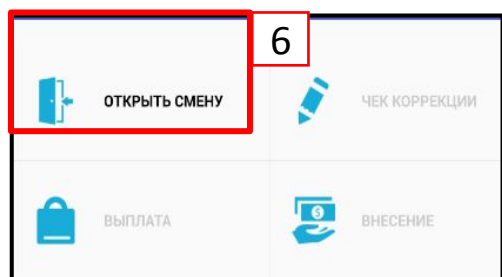 6
ОТКРЫТЬ СМЕНУ
ЧЕК КОРРЕКЦИИ
ВЫПЛАТА
ВНЕСЕНИЕ